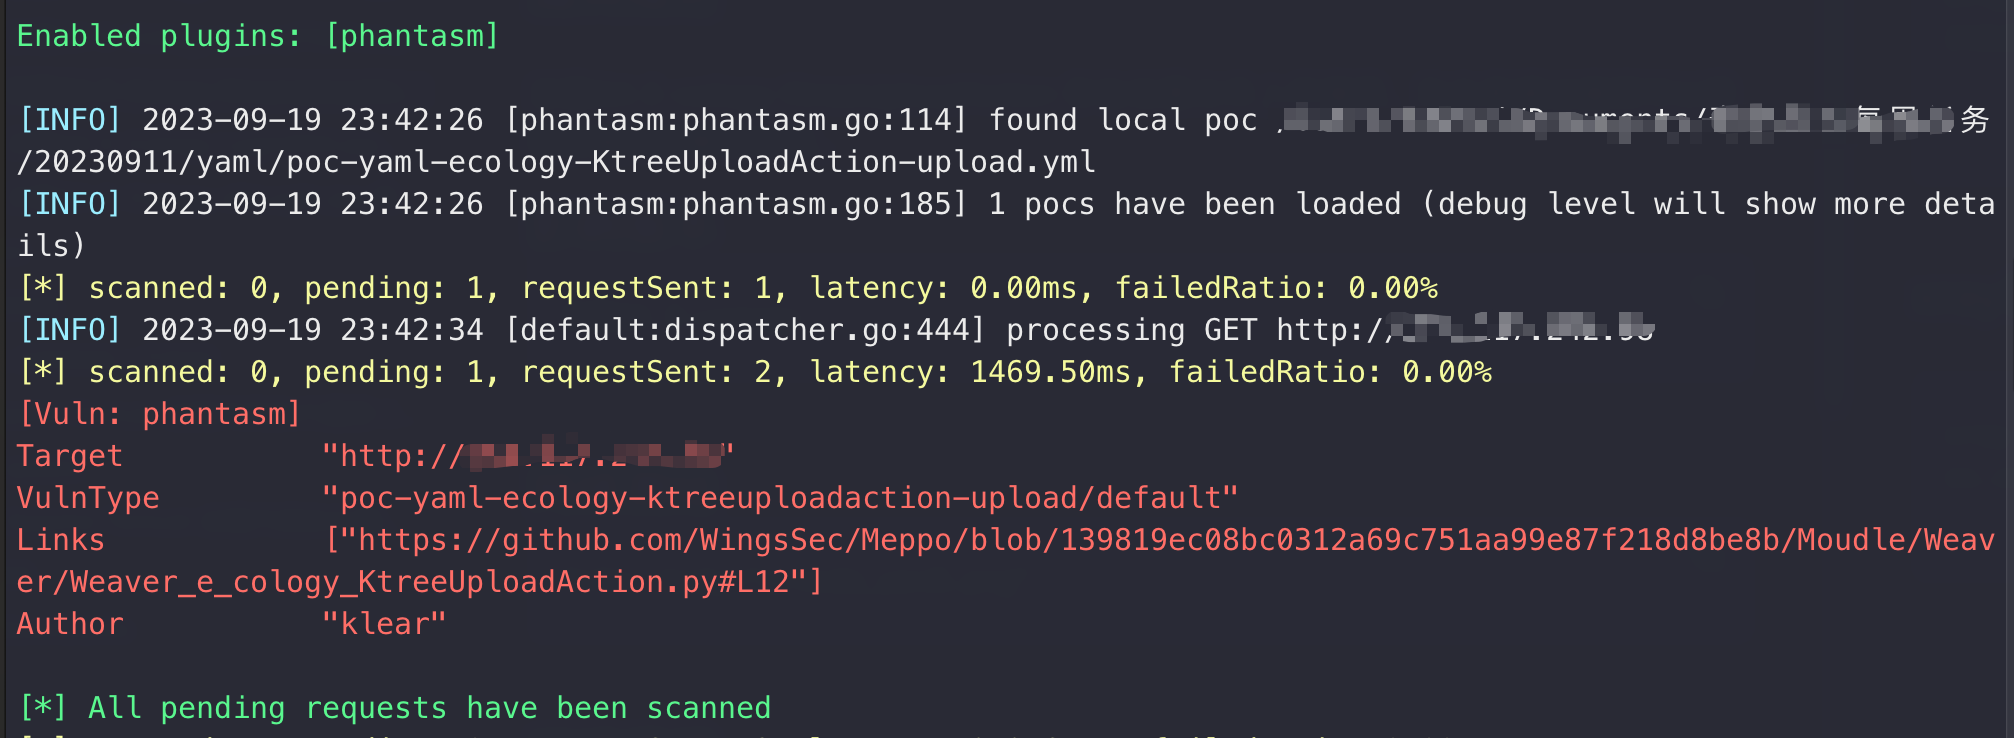 Enabled plugins: [phantasm]
[INFO] 2023-09-19 23:42:26 [phantasm:phantasm.go:114] found local poc 务
/20230911/yaml/poc-yaml-ecology-KtreeUploadAction-upload.yml
[INFO] 2023-09-19 23:42:26 [phantasm:phantasm.go:185] 1 pocs have been loaded (debug level will show more deta
ils)
[*] scanned: 0, pending: 1, requestSent: 1, latency: 0.00ms, failedRatio: 0.00%
[INFO] 2023-09-19 23:42:34 [default:dispatcher.go:444] processing GET http://
[*] scanned: 0, pending: 1, requestSent: 2, latency: 1469.50ms, failedRatio: 0.00%
[Vuln: phantasm]
Target "http://"
VulnType "poc-yaml-ecology-ktreeuploadaction-upload/default"
Links ["https://github.com/WingsSec/Meppo/blob/139819ec08bc0312a69c751aa99e87f218d8be8b/Moudle/Weav
er/Weaver_e_cology_KtreeUploadAction.py#L12"]
Author "klear"
[*] All pending requests have been scanned